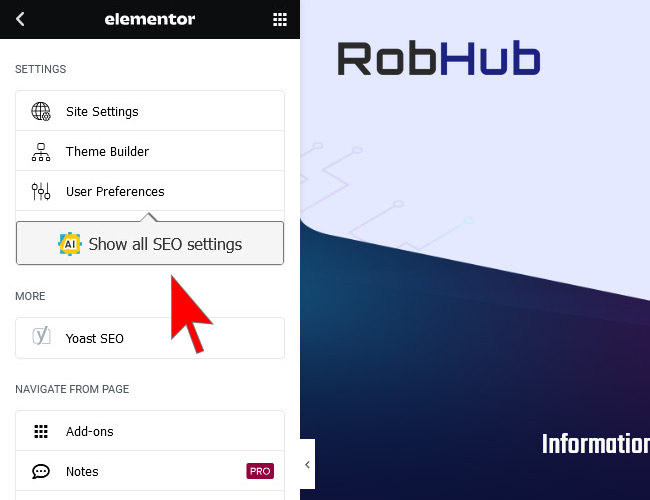 elementor
RobHub
SETTINGS
Site Settings
Theme Builder
User Preferences
AI Show all SEO settings
MORE
Yoast SEO
NAVIGATE FROM PAGE
Add-ons
Notes PRO
Information